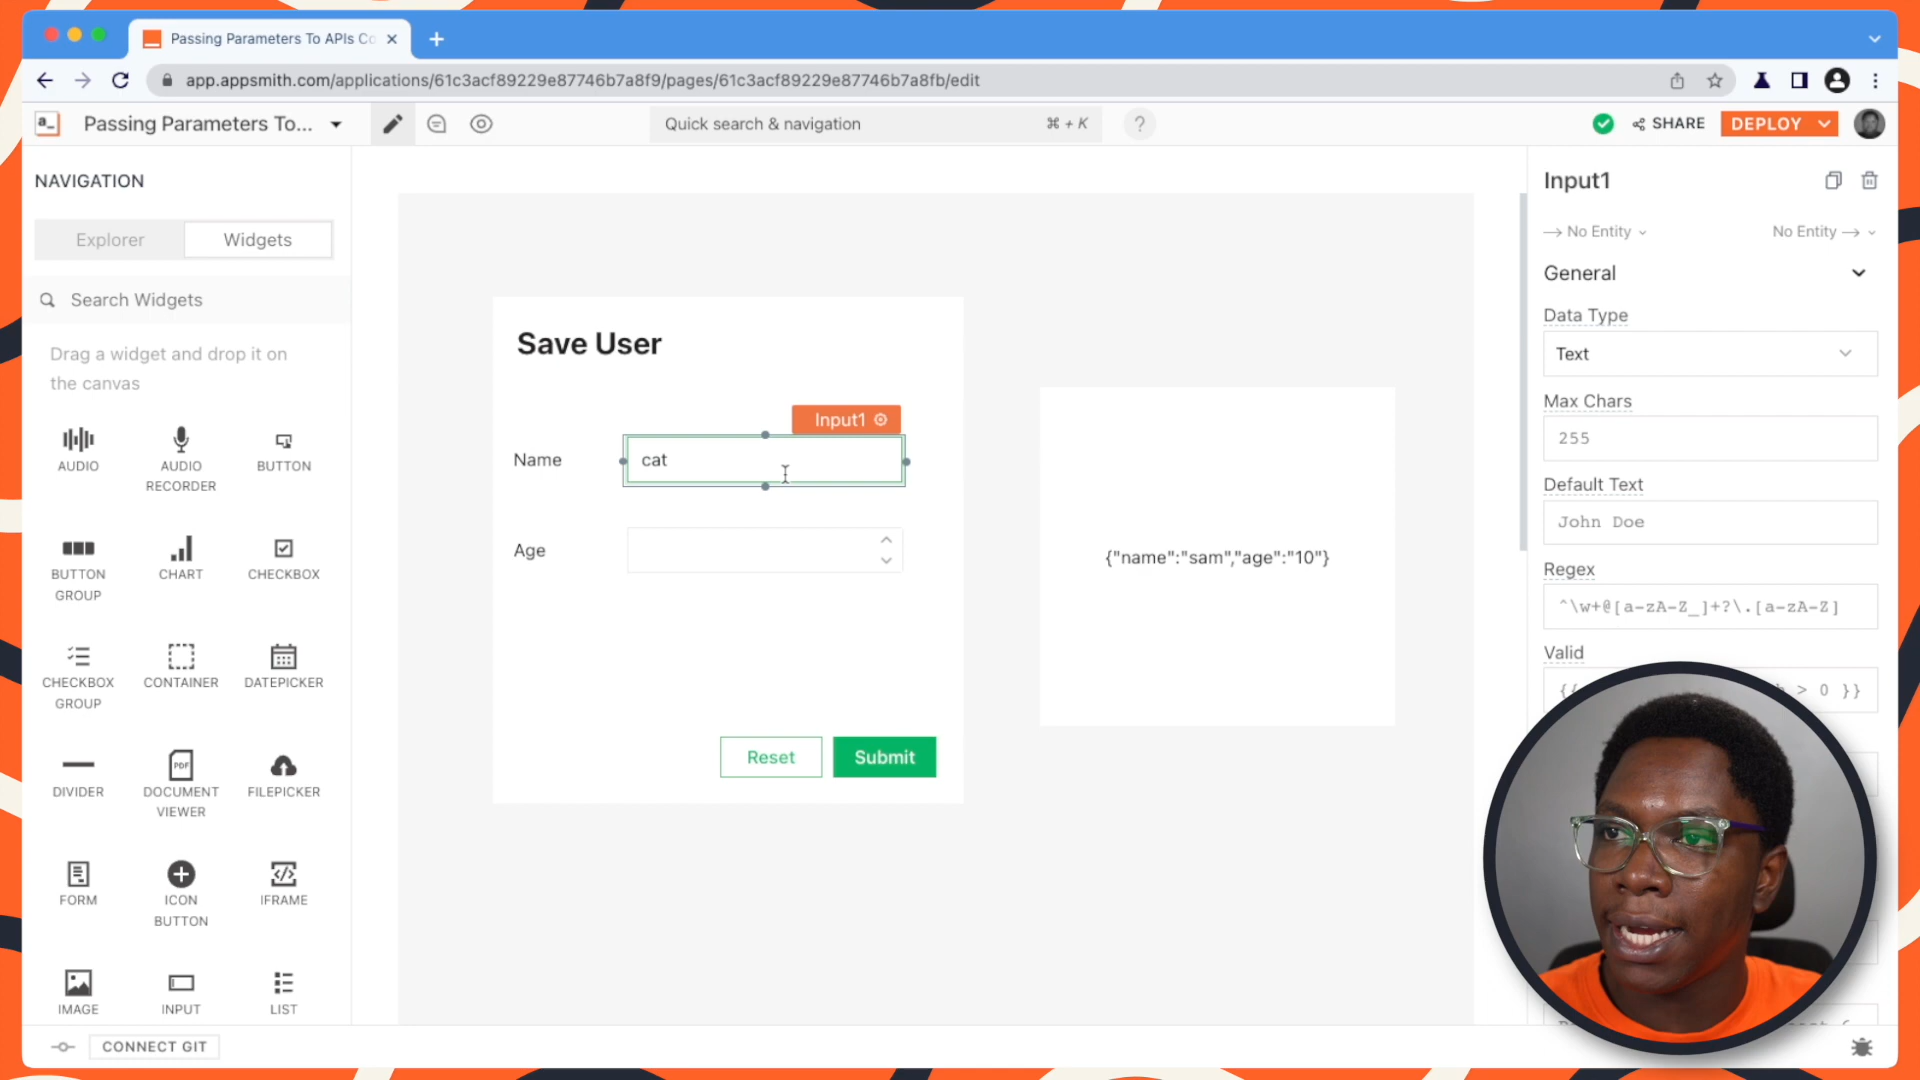 Passing Parameters To APIs Co
app.appsmith.com/applications/61c3acf89229e87746b7a8f9/pages/61c3acf89229e87746b7a8fb/edit
a_
Passing Parameters To...
Quick search & navigation
⌘ + K
?
SHARE
DEPLOY
NAVIGATION
Explorer
Widgets
Search Widgets
Drag a widget and drop it on
the canvas
AUDIO
AUDIO
RECORDER
BUTTON
BUTTON
GROUP
CHART
CHECKBOX
CHECKBOX
GROUP
CONTAINER
DATEPICKER
DIVIDER
PDF
DOCUMENT
VIEWER
FILEPICKER
FORM
ICON
BUTTON
IFRAME
IMAGE
INPUT
LIST
CONNECT GIT
Save User
Input1
Name
cat
Age
Reset
Submit
{"name":"sam","age":"10"}
Input1
No Entity
No Entity
General
Data Type
Text
Max Chars
255
Default Text
John Doe
Regex
^\w+@[a-zA-Z_]+?\.[a-zA-Z]
Valid
{{ > 0 }}